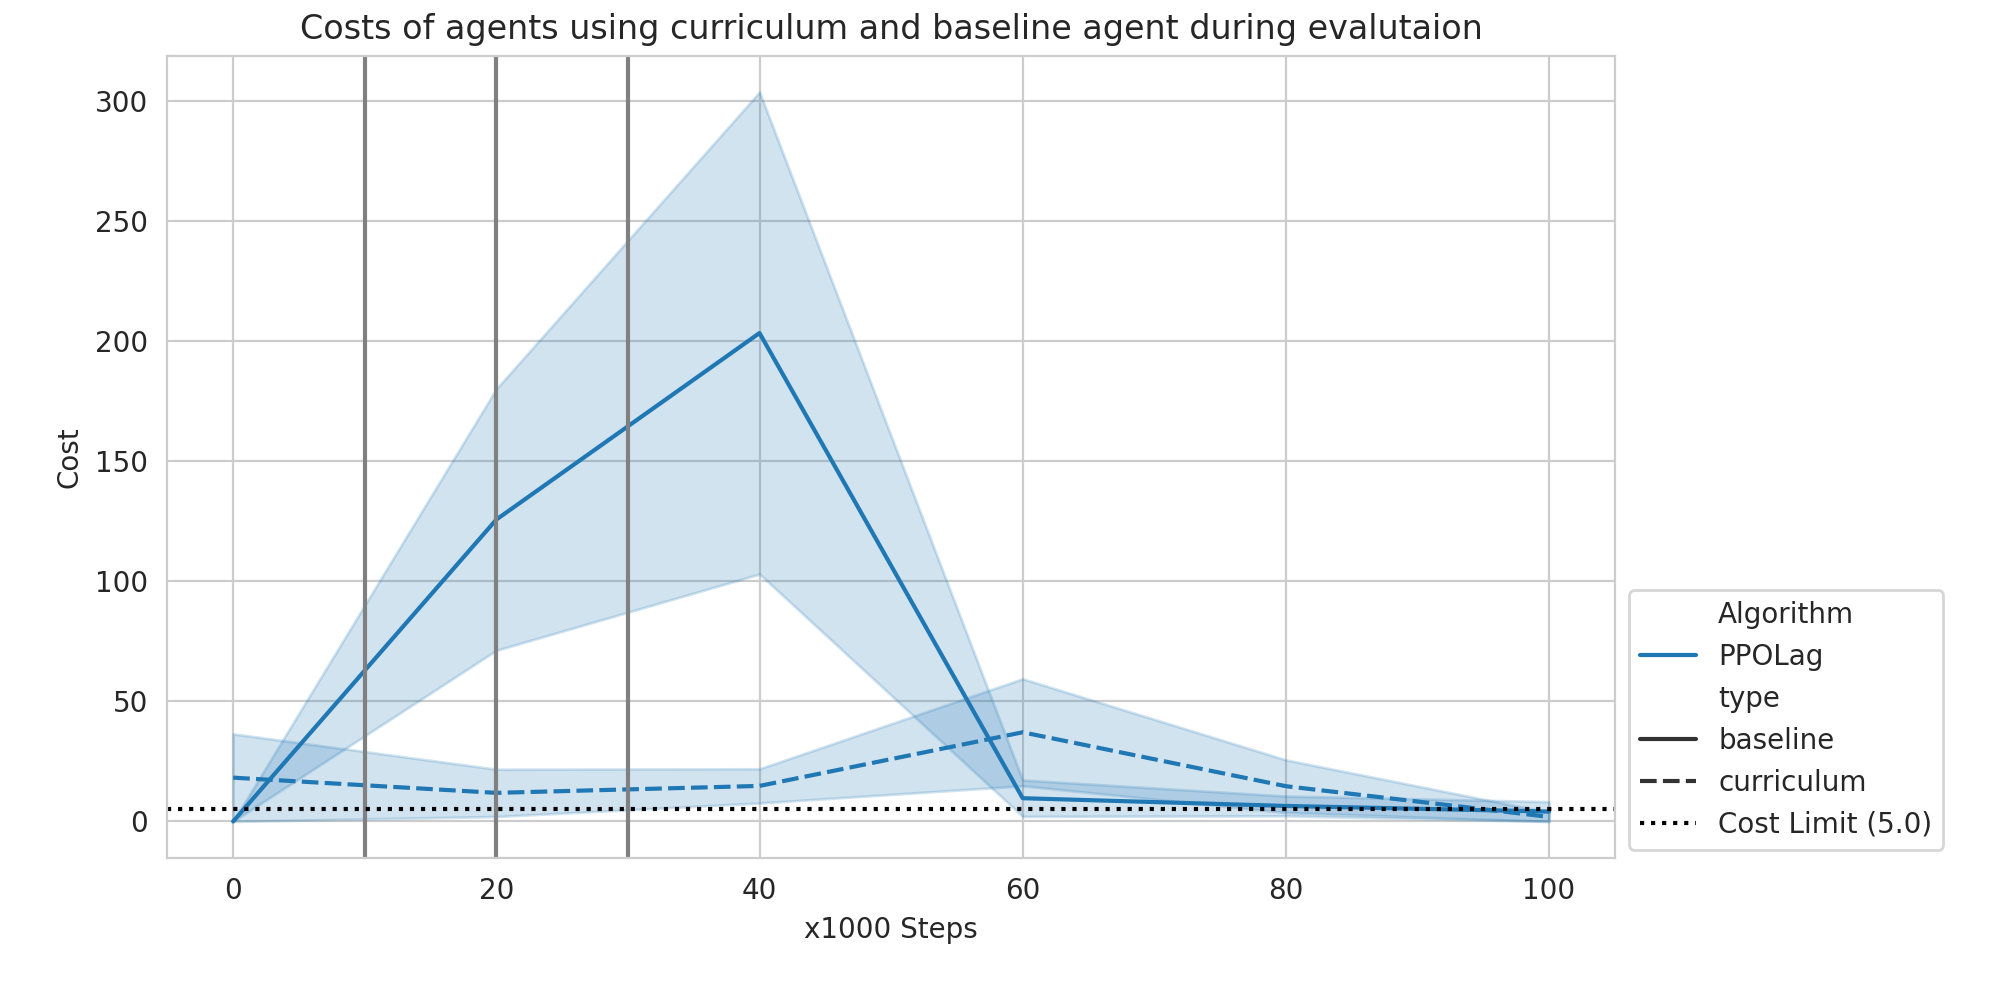 Costs of agents using curriculum and baseline agent during evalutaion
300
250
200
150
100
50
0
Cost
0 20 40 60 80 100
x1000 Steps
Algorithm
PPOLag
type
baseline
curriculum
Cost Limit (5.0)